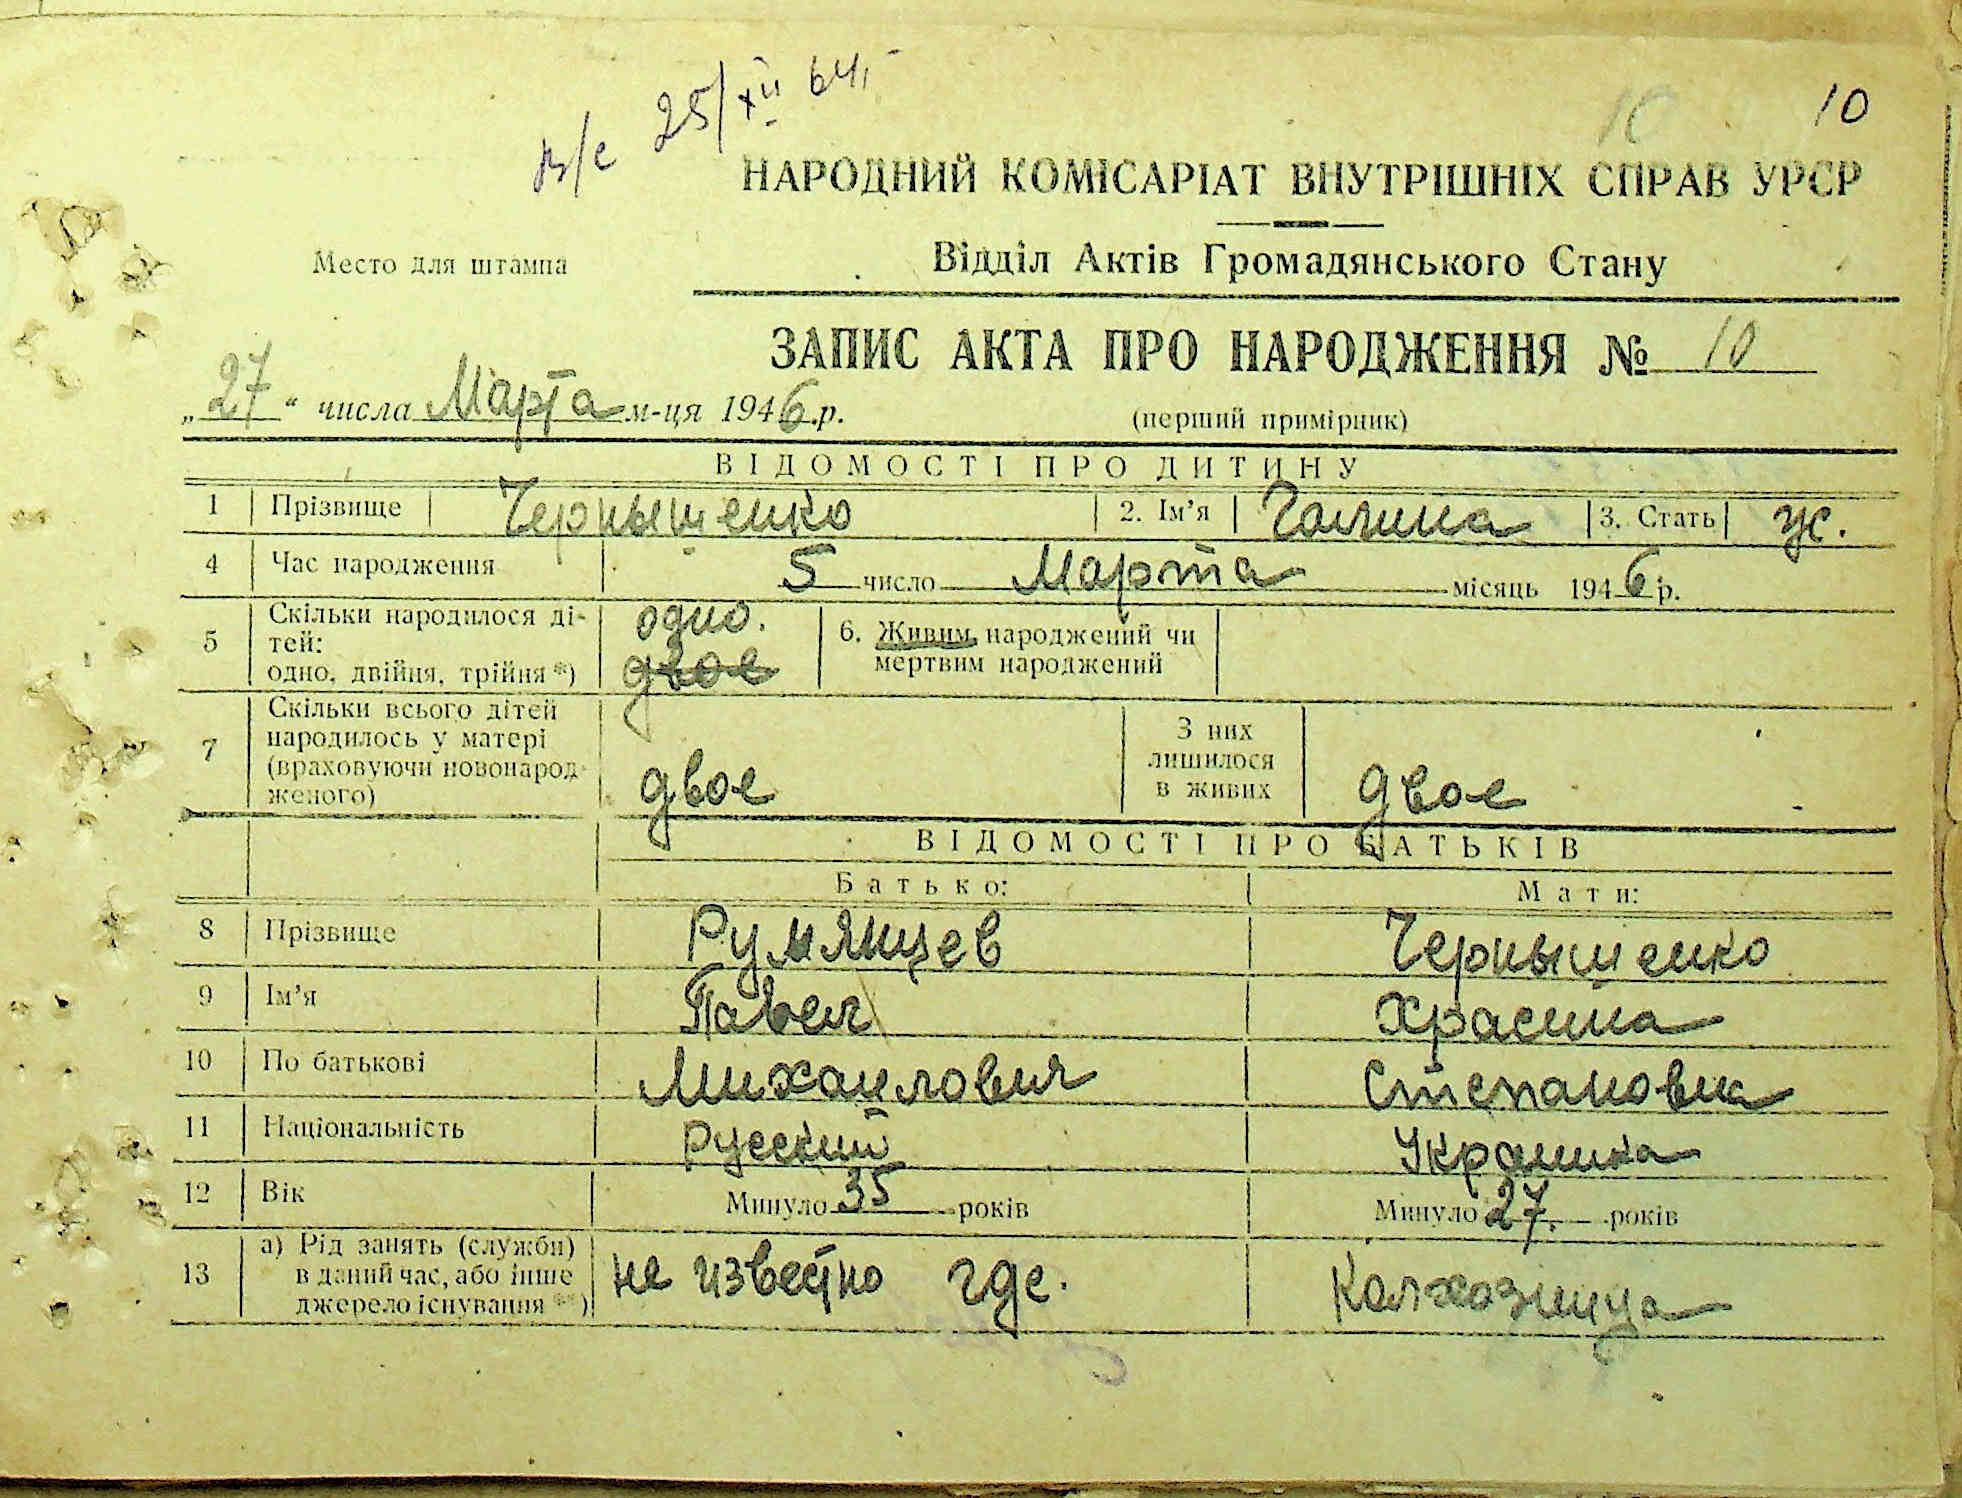 в/с 25/XII 64.
10
НАРОДНИЙ КОМІСАРІАТ ВНУТРІШНІХ СПРАВ УРСР
Место для штампа
Відділ Актів Громадянського Стану
ЗАПИС АКТА ПРО НАРОДЖЕННЯ № 10
„27“ числа Марта м-ця 1946.р.
(перший примірник)
ВІДОМОСТІ ПРО ДИТИНУ
1 Прізвище Чернышенко 2. Ім'я Галина 3. Стать ж.
4 Час народження 5 число Марта місяць 1946 р.
5 Скільки народилося ді-
тей:
одно, двійня, трійня *) одно.
двое
6. Живим народжений чи
мертвим народжений
7 Скільки всього дітей
народилось у матері
(враховуючи новонарод-
женого) двое
З них
лишилося
в живих двое
ВІДОМОСТІ ПРО БАТЬКІВ
Батько: Мати:
8 Прізвище Румянцев Чернышенко
9 Ім'я Павел Храсина
10 По батькові Михаилович Степановна
11 Національність Русский Украинка
12 Вік Минуло 35 років Минуло 27. років
13 а) Рід занять (служби)
в даний час, або інше
джерело існування **) не известно где. Колхозница